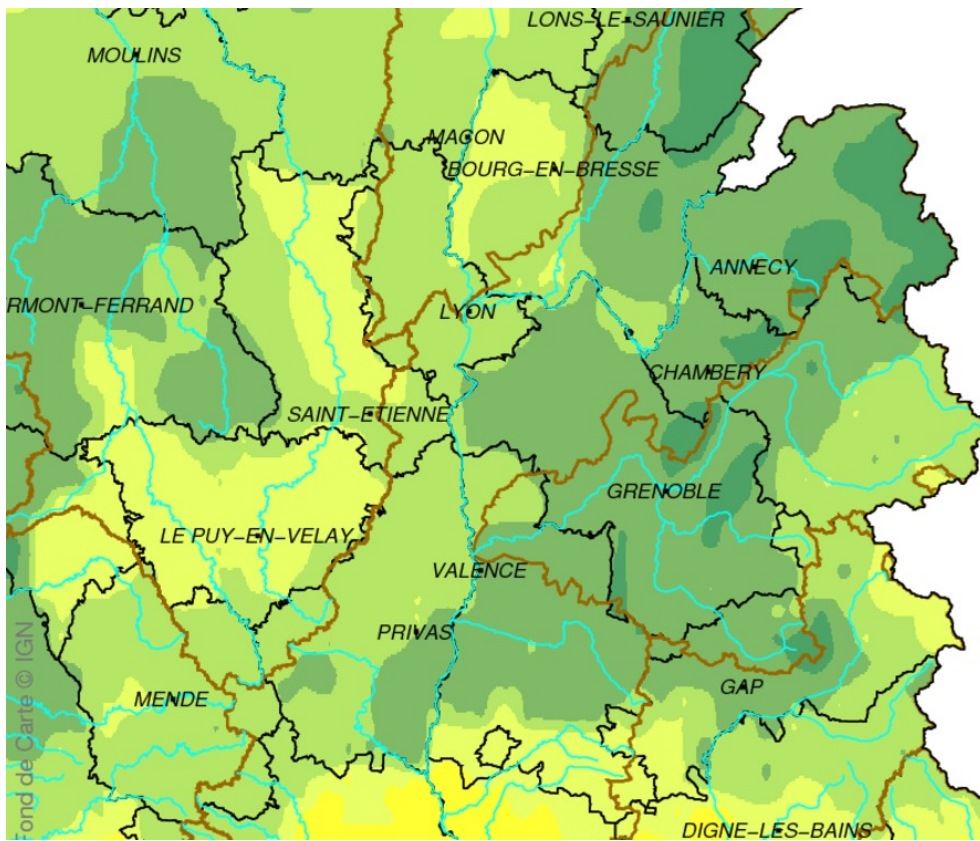 LONS-LE-SAUNIER
MOULINS
MACON
BOURG-EN-BRESSE
ANNECY
RMONT-FERRAND
LYON
CHAMBERY
SAINT-ETIENNE
GRENOBLE
LE PUY-EN-VELAY
VALENCE
PRIVAS
GAP
MENDE
DIGNE-LES-BAINS
Fond de Carte © IGN